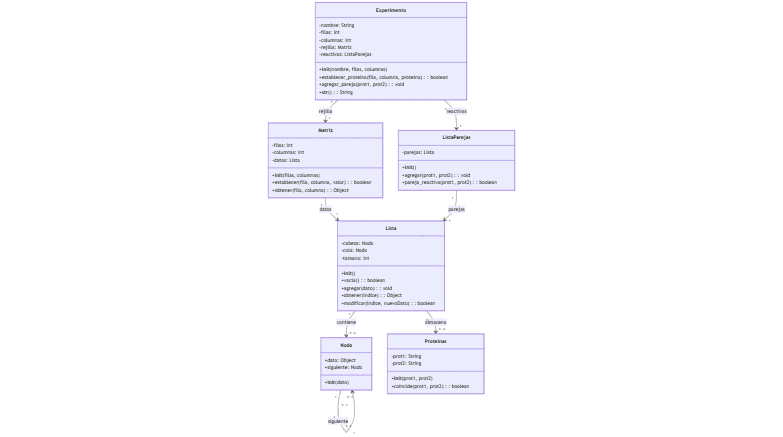 Experimento
-nombre: String
-filas: Int
-columnas: Int
-rejilla: Matriz
-reactivas: ListaParejas
+init(nombre, filas, columnas)
+establecer_proteina(fila, columna, proteina) : : boolean
+agregar_pareja(prot1, prot2) : : void
+str() : : String
rejilla
reactivas
Matriz
-filas: Int
-columnas: Int
-datos: Lista
+init(filas, columnas)
+establecer(fila, columna, valor) : : boolean
+obtener(fila, columna) : : Object
ListaParejas
-parejas: Lista
+init()
+agregar(prot1, prot2) : : void
+pareja_reactiva(prot1, prot2) : : boolean
datos
parejas
Lista
-cabeza: Nodo
-cola: Nodo
-tamano: Int
+init()
+vacia() : : boolean
+agregar(dato) : : void
+obtener(indice) : : Object
+modificar(indice, nuevoDato) : : boolean
contiene
almacena
Nodo
+dato: Object
+siguiente: Nodo
+init(dato)
Proteinas
-prot1: String
-prot2: String
+init(prot1, prot2)
+coincide(prot1, prot2) : : boolean
siguiente